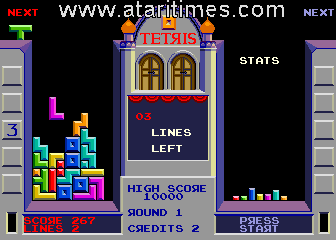 www.ataritimes.com
NEXT
NEXT
TETRIS
STATS
03
LINES
LEFT
3
HIGH SCORE
10000
ROUND 1
CREDITS 2
SCORE 267
LINES 2
PRESS
START